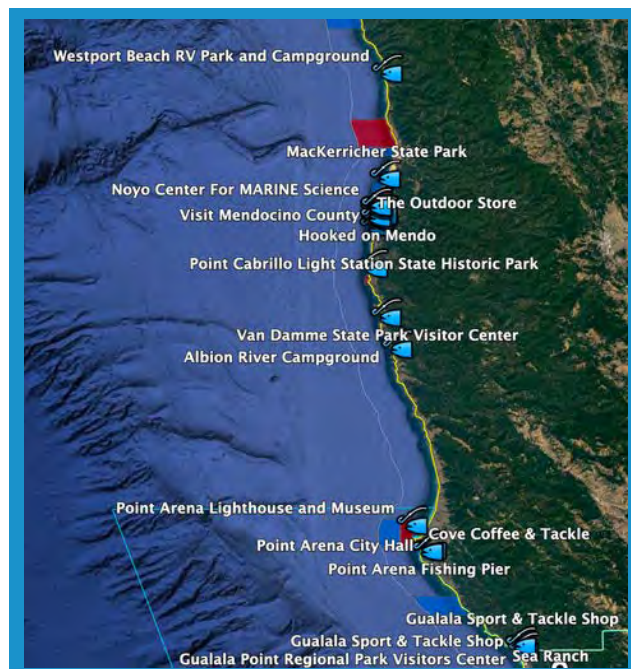 Westport Beach RV Park and Campground
MacKerricher State Park
Noyo Center For MARINE Science
The Outdoor Store
Visit Mendocino County
Hooked on Mendo
Point Cabrillo Light Station State Historic Park
Van Damme State Park Visitor Center
Albion River Campground
Point Arena Lighthouse and Museum
Cove Coffee & Tackle
Point Arena City Hall
Point Arena Fishing Pier
Gualala Sport & Tackle Shop
Gualala Sport & Tackle Shop
Sea Ranch
Gualala Point Regional Park Visitors Center